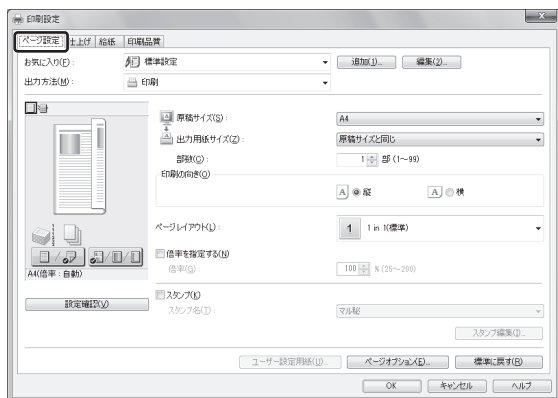 印刷設定
ページ設定 仕上げ 給紙 印刷品質
お気に入り(F): 標準設定 追加(1)... 編集(2)...
出力方法(M): 印刷
原稿サイズ(S): A4
出力用紙サイズ(Z): 原稿サイズと同じ
部数(C): 1 部 (1～99)
印刷の向き(O)
A 縦 A 横
ページレイアウト(L): 1 1 in 1(標準)
倍率を指定する(N)
倍率(G): 100 % (25～200)
A4(倍率：自動)
スタンプ(K)
設定確認(V)
スタンプ名(T): マル秘
スタンプ編集(I)...
ユーザー設定用紙(U)... ページオプション(E)... 標準に戻す(R)
OK キャンセル ヘルプ